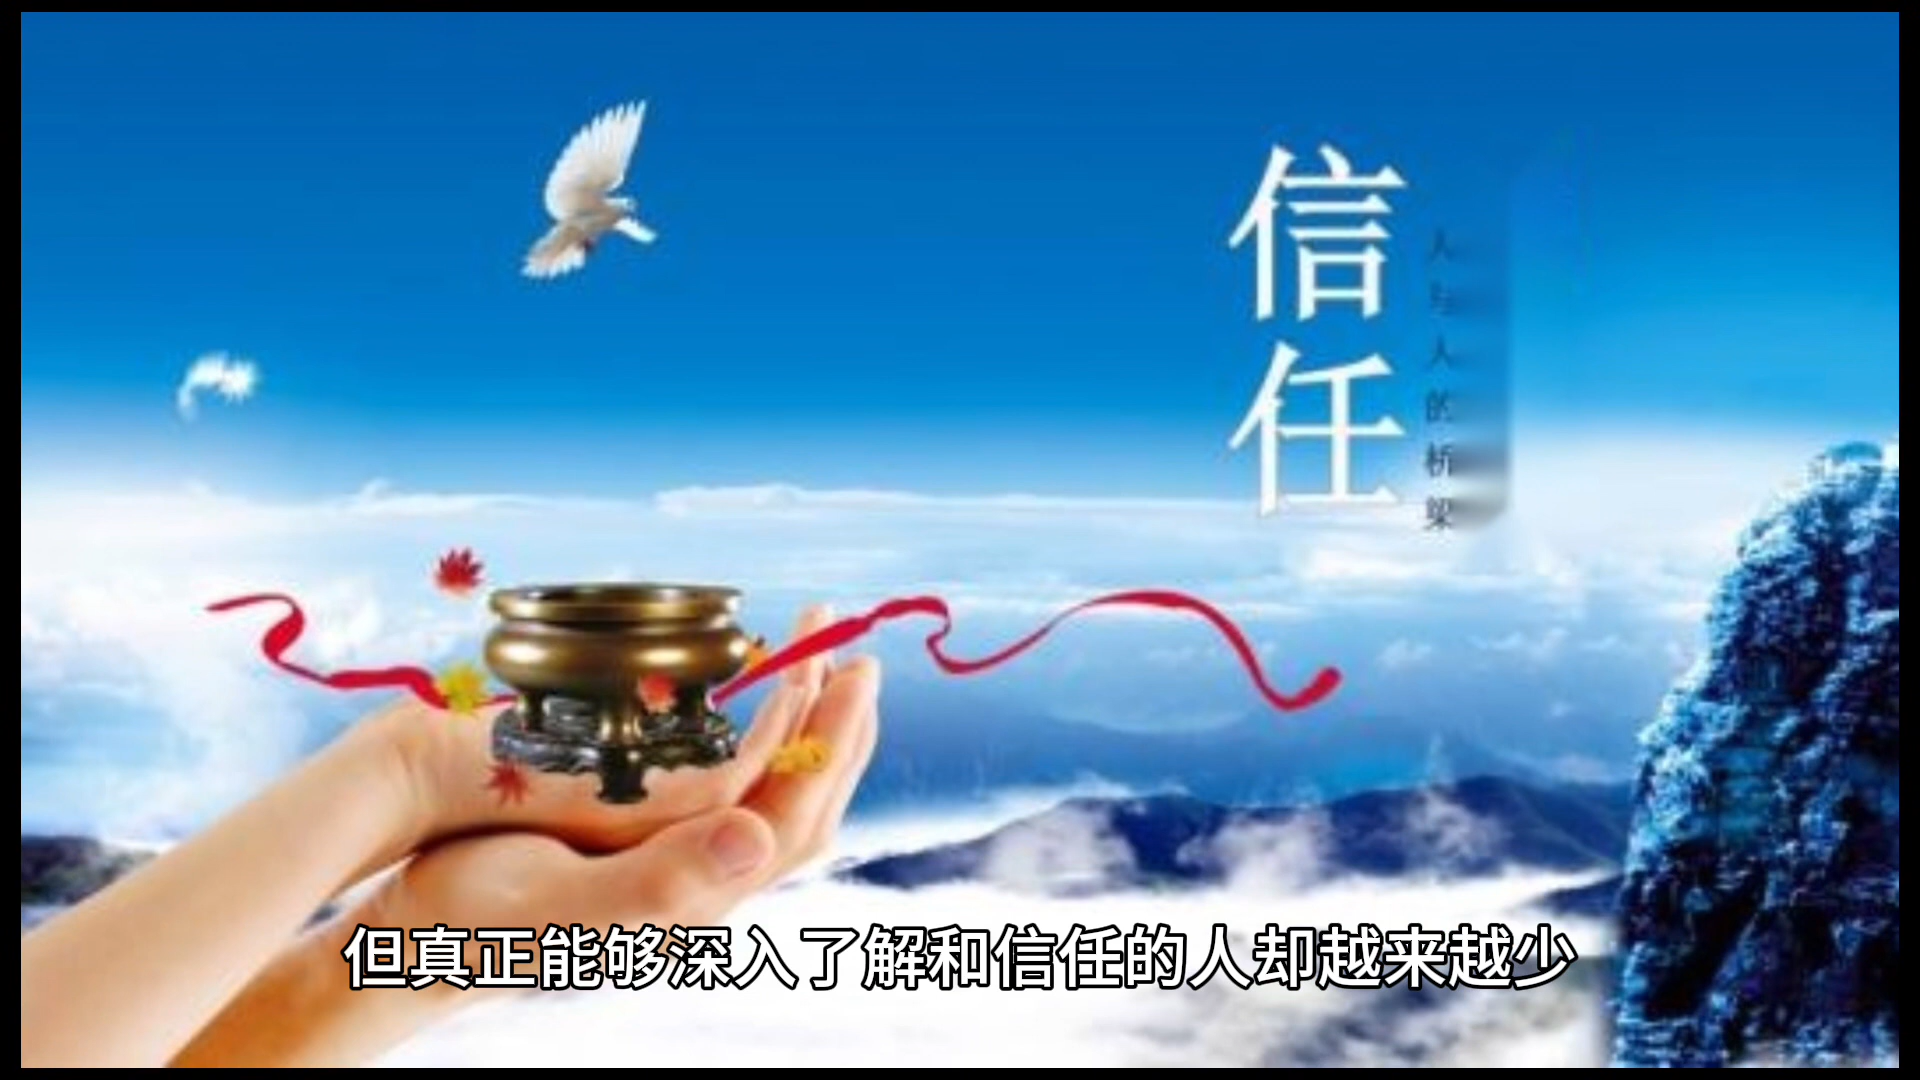 信任
人与人的桥梁
但真正能够深入了解和信任的人却越来越少